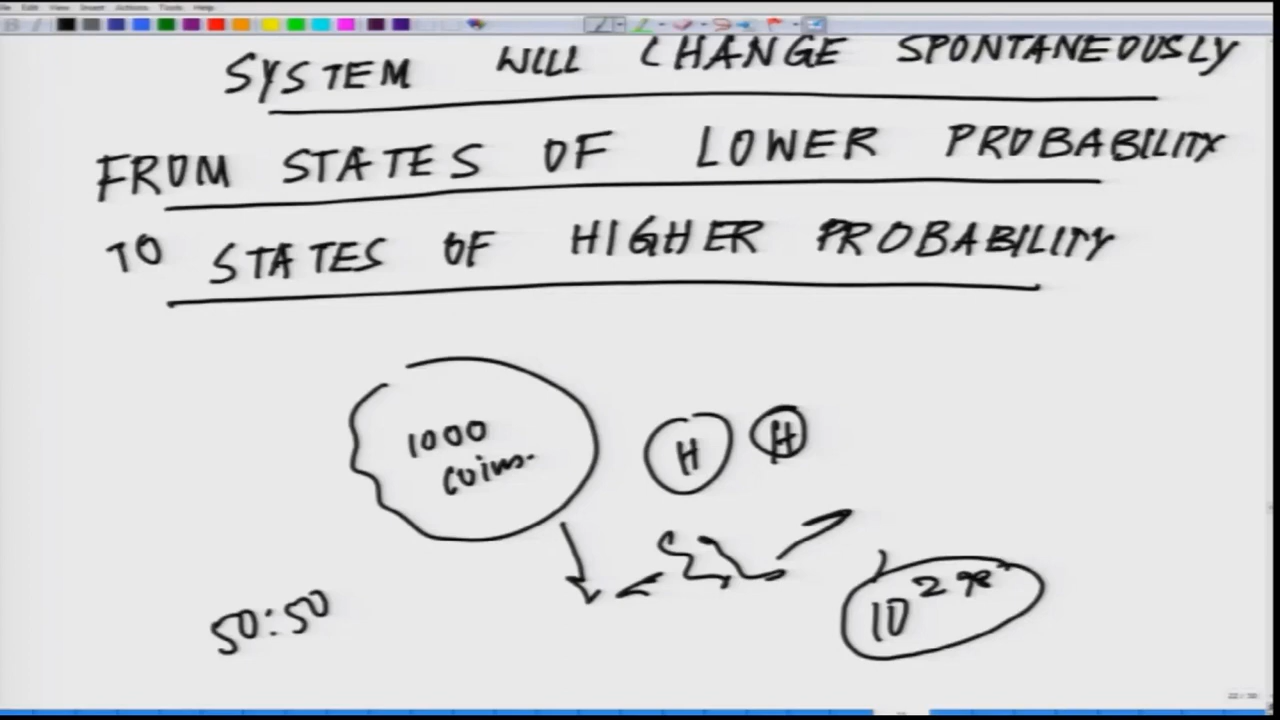 SYSTEM WILL CHANGE SPONTANEOUSLY
FROM STATES OF LOWER PROBABILITY
TO STATES OF HIGHER PROBABILITY
1000
coins.
H H
50:50